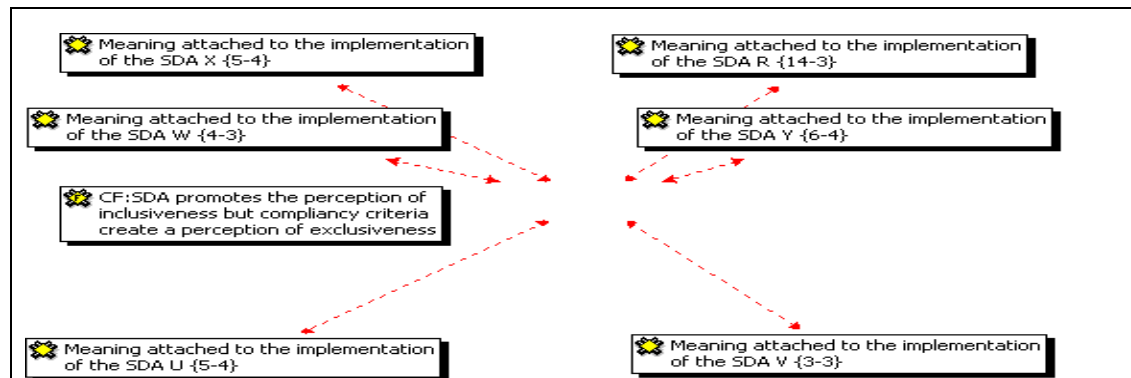 Meaning attached to the implementation
of the SDA X {5-4}
Meaning attached to the implementation
of the SDA R {14-3}
Meaning attached to the implementation
of the SDA W {4-3}
Meaning attached to the implementation
of the SDA Y {6-4}
CF:SDA promotes the perception of
inclusiveness but compliancy criteria
create a perception of exclusiveness
Meaning attached to the implementation
of the SDA U {5-4}
Meaning attached to the implementation
of the SDA V {3-3}